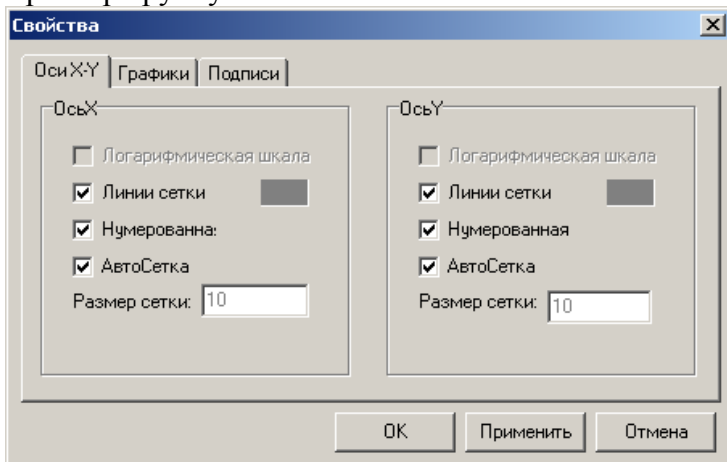 Свойства
Оси X-Y Графики Подписи
ОсьX
Логарифмическая шкала
Линии сетки
Нумерованна:
АвтоСетка
Размер сетки: 10
ОсьY
Логарифмическая шкала
Линии сетки
Нумерованная
АвтоСетка
Размер сетки: 10
OK Применить Отмена